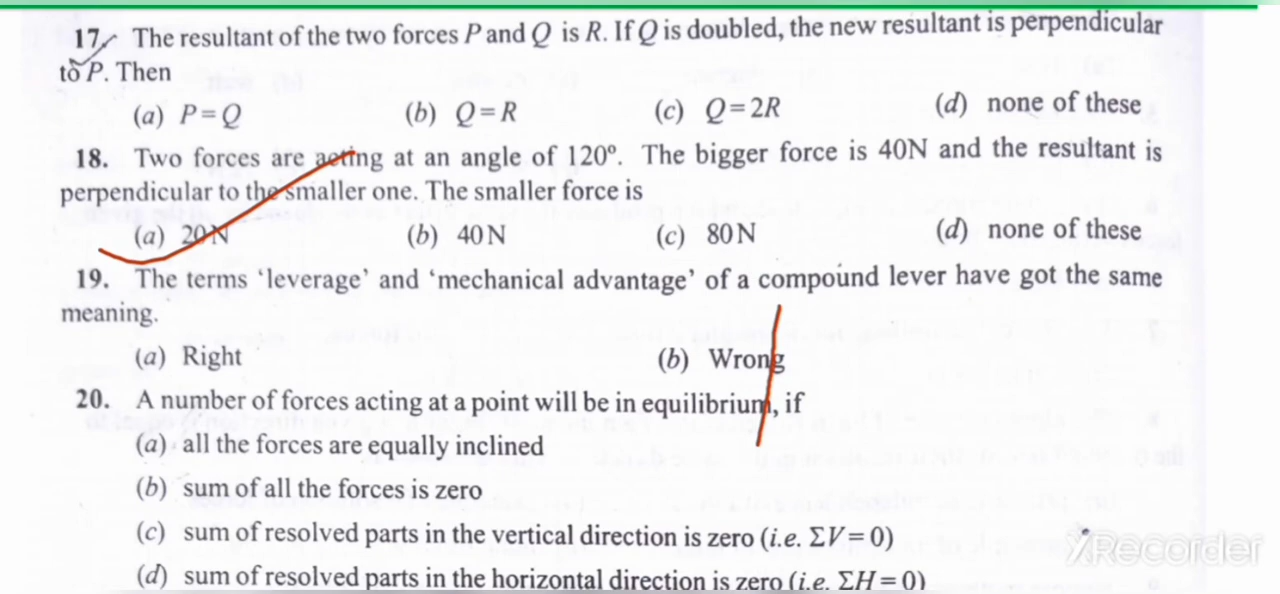 17. The resultant of the two forces P and Q is R. If Q is doubled, the new resultant is perpendicular
to P. Then
(a) P = Q (b) Q = R (c) Q = 2R (d) none of these
18. Two forces are acting at an angle of 120°. The bigger force is 40N and the resultant is
perpendicular to the smaller one. The smaller force is
(a) 20N (b) 40N (c) 80N (d) none of these
19. The terms ‘leverage’ and ‘mechanical advantage’ of a compound lever have got the same
meaning.
(a) Right (b) Wrong
20. A number of forces acting at a point will be in equilibrium, if
(a) all the forces are equally inclined
(b) sum of all the forces is zero
(c) sum of resolved parts in the vertical direction is zero (i.e. ΣV = 0)
(d) sum of resolved parts in the horizontal direction is zero (i.e. ΣH = 0)
XRecorder